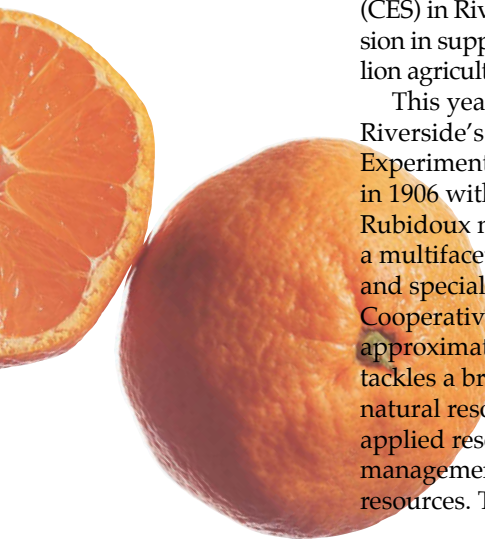 (CES) in Riv
sion in supp
lion agricult
This yea
Riverside's
Experiment
in 1906 with
Rubidoux r
a multiface
and special
Cooperative
approximat
tackles a br
natural reso
applied rese
managemen
resources. T